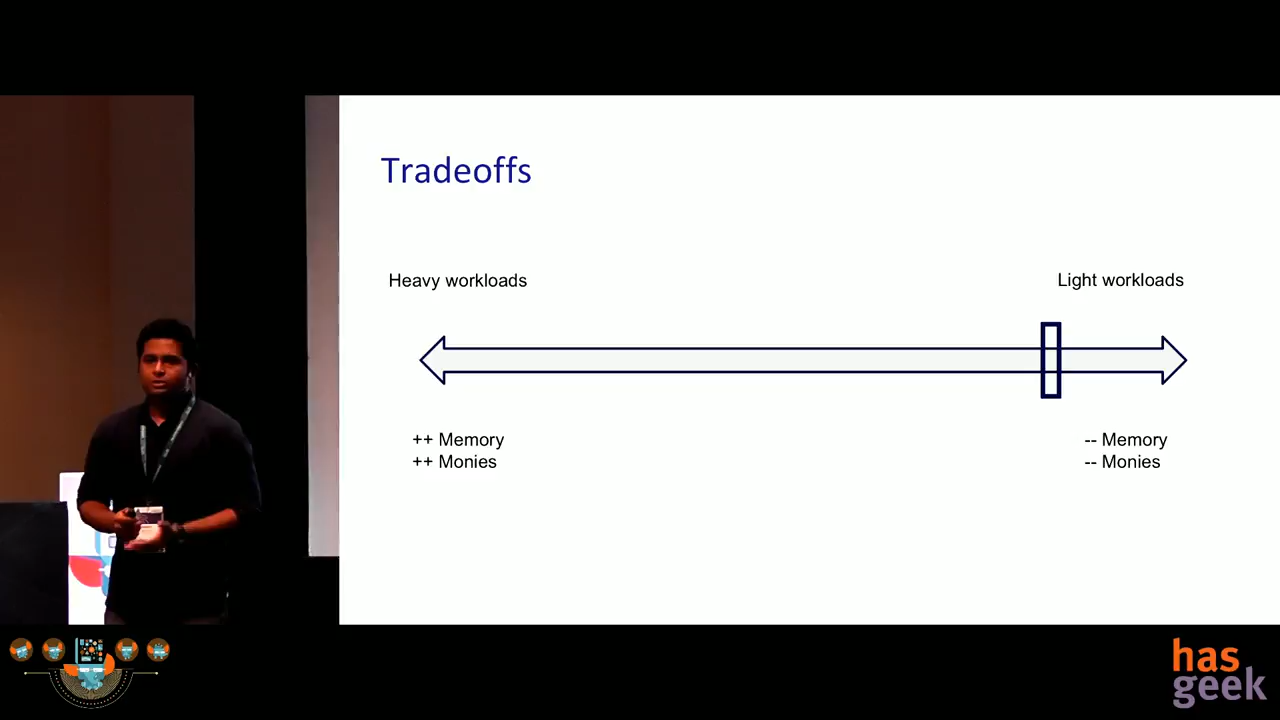 Tradeoffs
Heavy workloads
Light workloads
++ Memory
++ Monies
-- Memory
-- Monies
has
geek